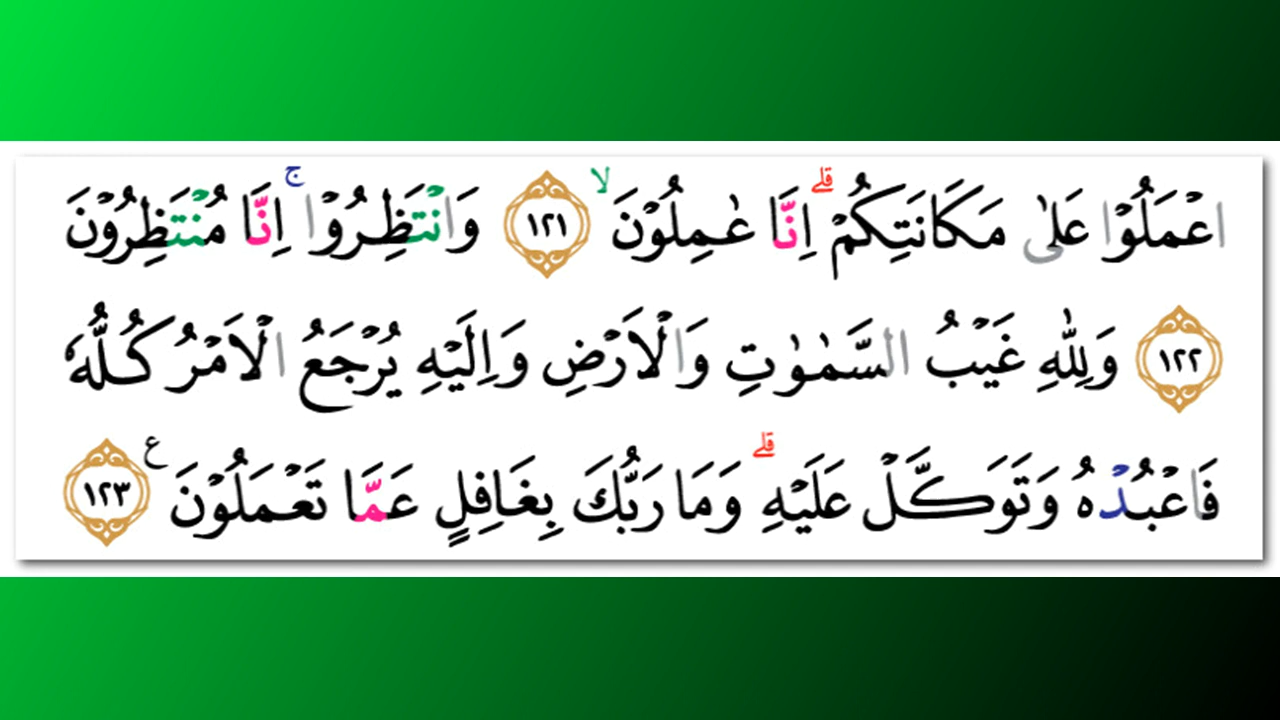 اعْمَلُوْا عَلٰى مَكَانَتِكُمْۗ اِنَّا عٰمِلُوْنَۙ ۝١٢١ وَانْتَظِرُوْاۚ اِنَّا مُنْتَظِرُوْنَ
۝١٢٢ وَلِلّٰهِ غَيْبُ السَّمٰوٰتِ وَالْاَرْضِ وَاِلَيْهِ يُرْجَعُ الْاَمْرُ كُلُّهٗ
فَاعْبُدْهُ وَتَوَكَّلْ عَلَيْهِۗ وَمَا رَبُّكَ بِغَافِلٍ عَمَّا تَعْمَلُوْنَ ࣖ ۝١٢٣